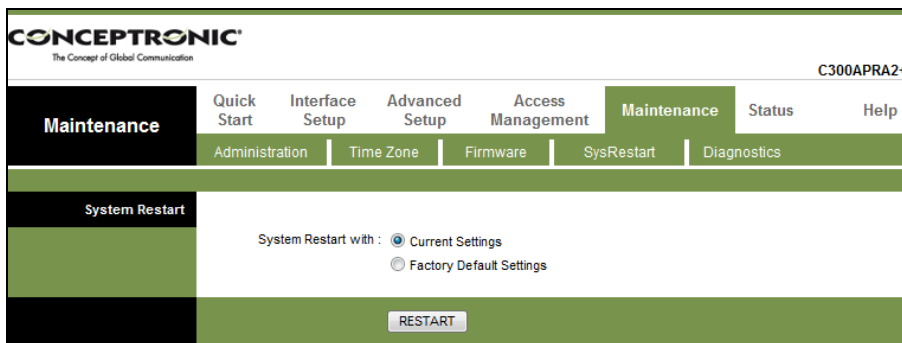 CONCEPTRONIC®
The Concept of Global Communication
C300APRA2+
Maintenance
Quick Start
Interface Setup
Advanced Setup
Access Management
Maintenance
Status
Help
Administration
Time Zone
Firmware
SysRestart
Diagnostics
System Restart
System Restart with :
Current Settings
Factory Default Settings
RESTART